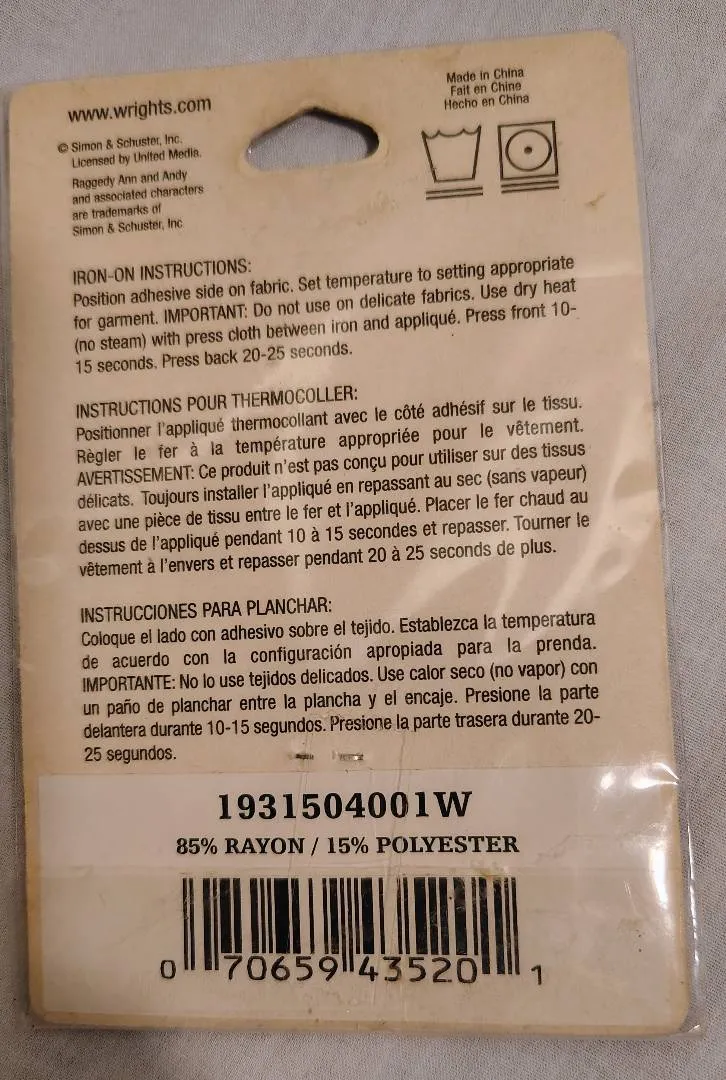 www.wrights.com
Made in China
Fait en Chine
Hecho en China
© Simon & Schuster, Inc.
Licensed by United Media.
Raggedy Ann and Andy
and associated characters
are trademarks of
Simon & Schuster, Inc
IRON-ON INSTRUCTIONS:
Position adhesive side on fabric. Set temperature to setting appropriate
for garment. IMPORTANT: Do not use on delicate fabrics. Use dry heat
(no steam) with press cloth between iron and appliqué. Press front 10-
15 seconds. Press back 20-25 seconds.
INSTRUCTIONS POUR THERMOCOLLER:
Positionner l'appliqué thermocollant avec le côté adhésif sur le tissu.
Règler le fer à la température appropriée pour le vêtement.
AVERTISSEMENT: Ce produit n'est pas conçu pour utiliser sur des tissus
délicats. Toujours installer l'appliqué en repassant au sec (sans vapeur)
avec une pièce de tissu entre le fer et l'appliqué. Placer le fer chaud au
dessus de l'appliqué pendant 10 à 15 secondes et repasser. Tourner le
vêtement à l'envers et repasser pendant 20 à 25 seconds de plus.
INSTRUCCIONES PARA PLANCHAR:
Coloque el lado con adhesivo sobre el tejido. Establezca la temperatura
de acuerdo con la configuración apropiada para la prenda.
IMPORTANTE: No lo use tejidos delicados. Use calor seco (no vapor) con
un paño de planchar entre la plancha y el encaje. Presione la parte
delantera durante 10-15 segundos. Presione la parte trasera durante 20-
25 segundos.
1931504001W
85% RAYON / 15% POLYESTER
0 70659 43520 1